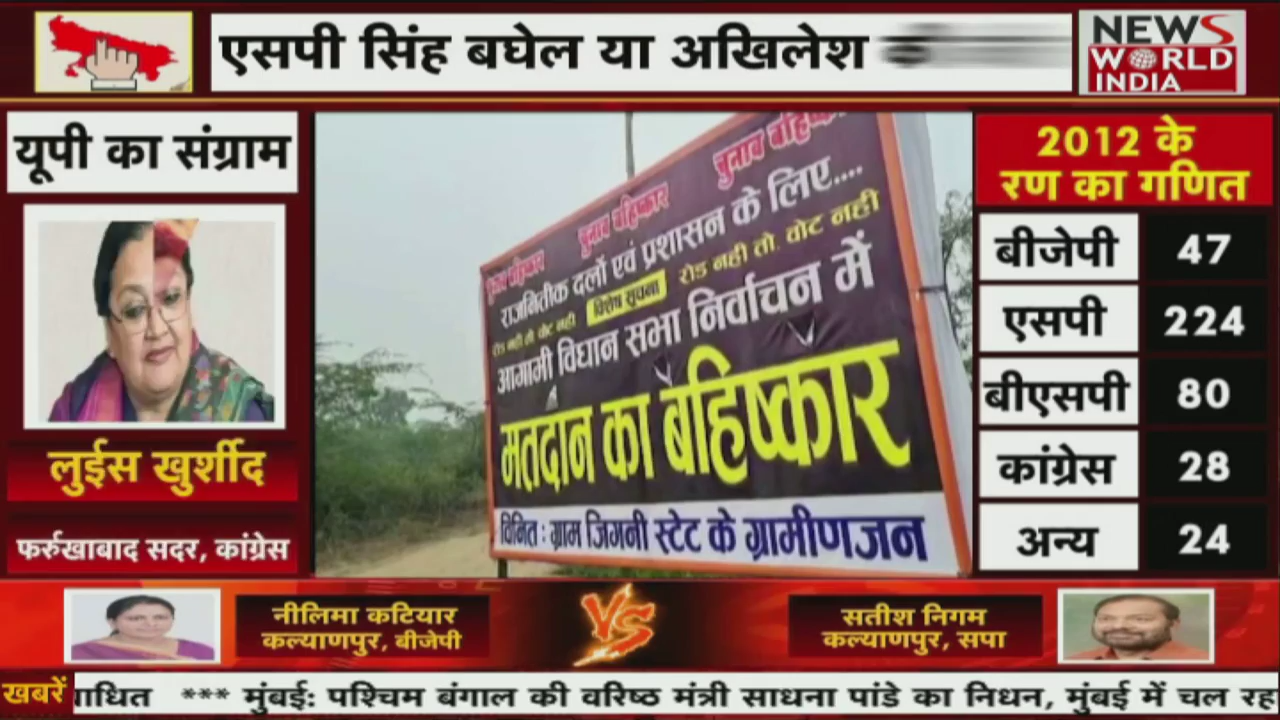 एसपी सिंह बघेल या अखिलेश
NEWS
WORLD
INDIA
यूपी का संग्राम
लुईस खुर्शीद
फर्रुखाबाद सदर, कांग्रेस
चुनाव बहिष्कार
चुनाव बहिष्कार
राजनितीक दलों एवं प्रशासन के लिए....
रोड नही तो वोट नही विशेष सुचना रोड नही तो वोट नही
आगामी विधान सभा निर्वाचन में
मतदान का बहिष्कार
विनित : ग्राम जिगनी स्टेट के ग्रामीणजन
2012 के
रण का गणित
बीजेपी 47
एसपी 224
बीएसपी 80
कांग्रेस 28
अन्य 24
नीलिमा कटियार
कल्याणपुर, बीजेपी
VS
सतीश निगम
कल्याणपुर, सपा
खबरें ाधित *** मुंबई: पश्चिम बंगाल की वरिष्ठ मंत्री साधना पांडे का निधन, मुंबई में चल रह